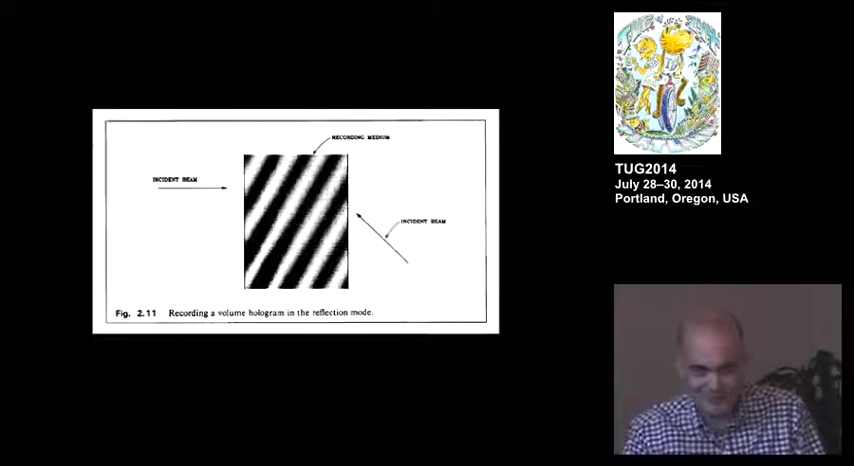 RECORDING MEDIUM
INCIDENT BEAM
INCIDENT BEAM
Fig. 2.11 Recording a volume hologram in the reflection mode.
TUG2014
July 28–30, 2014
Portland, Oregon, USA